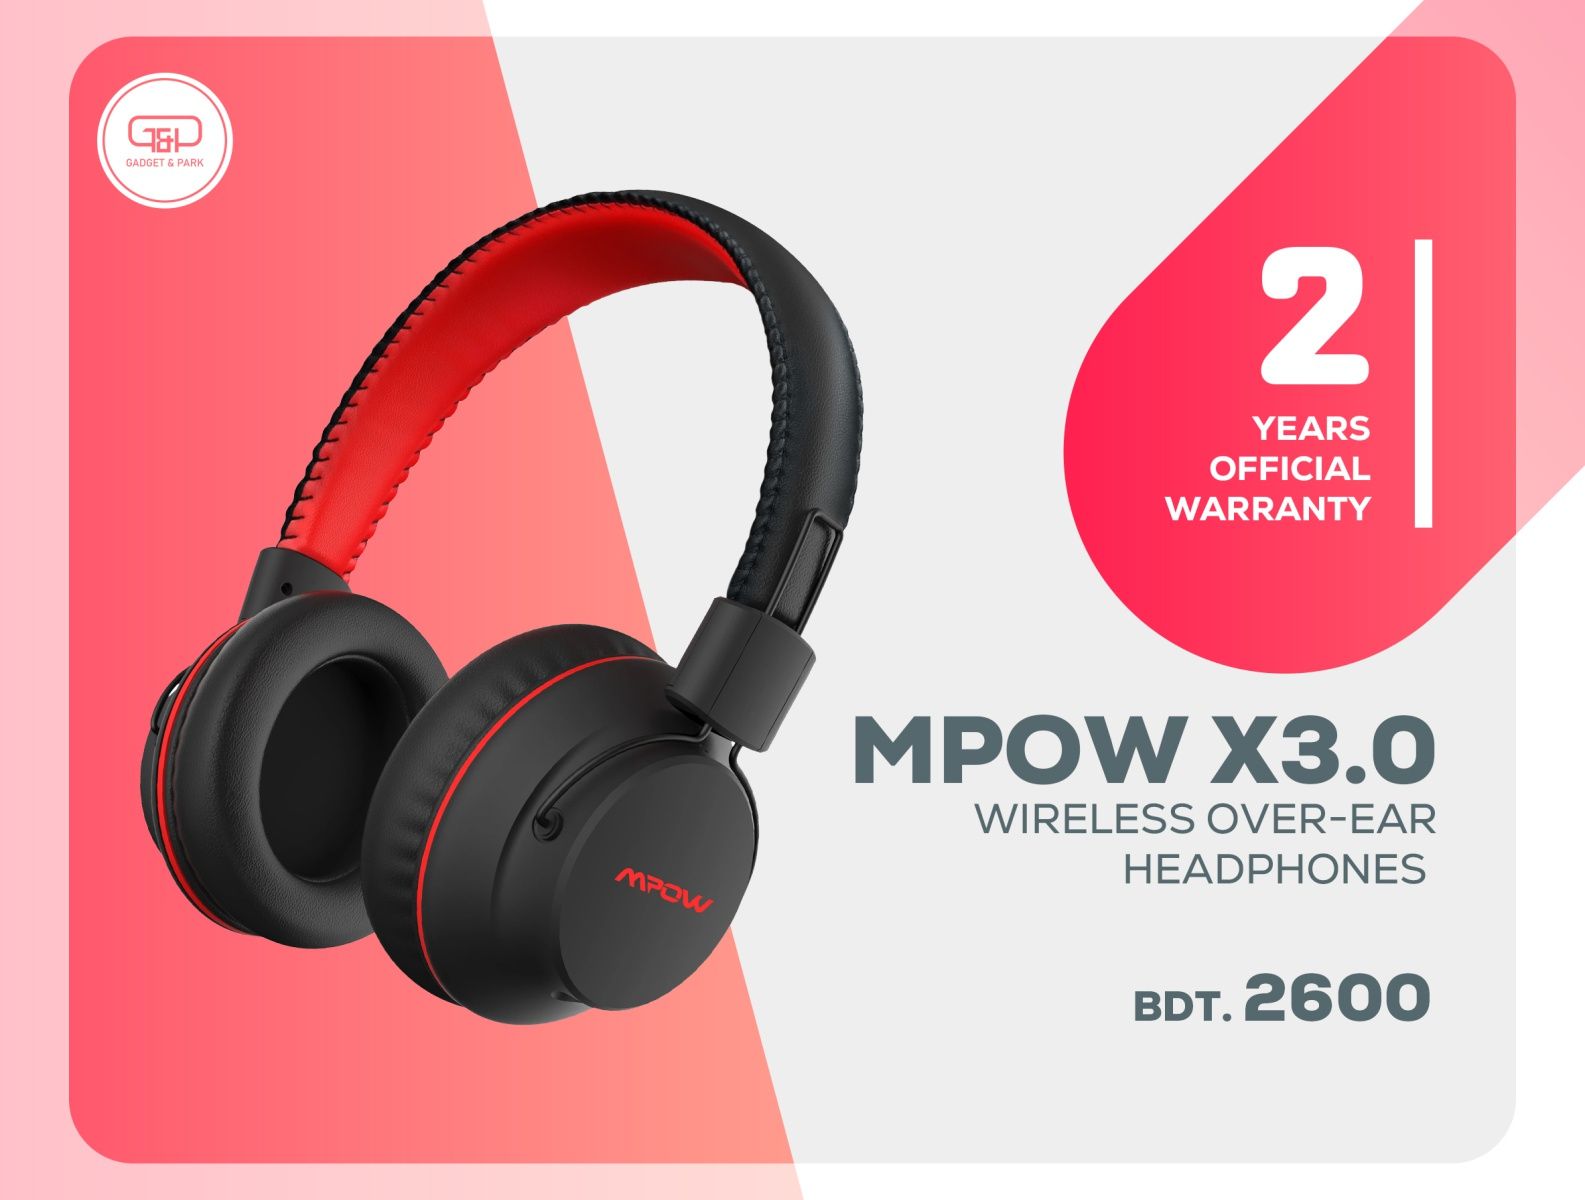 G&P
GADGET & PARK
2
YEARS
OFFICIAL
WARRANTY
MPOW X3.0
WIRELESS OVER-EAR
HEADPHONES
MPOW
BDT. 2600